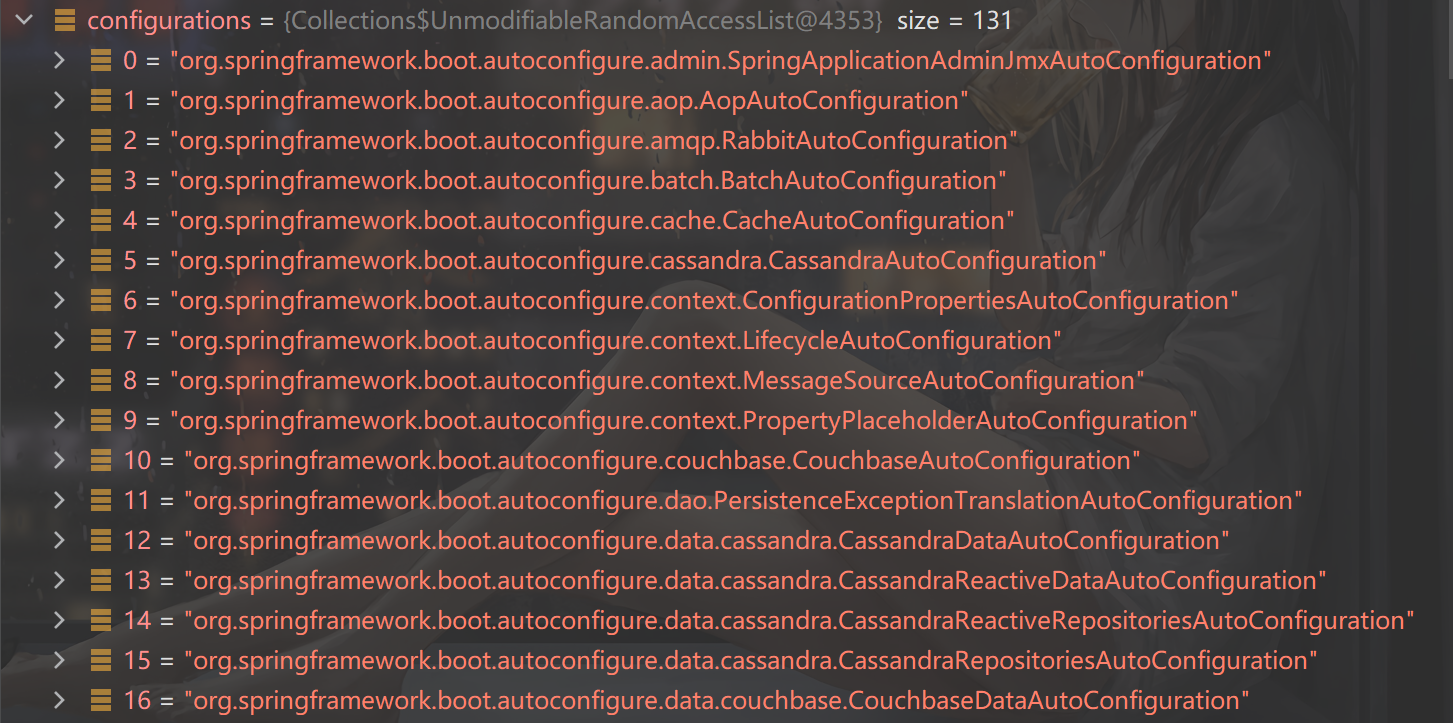 configurations = {Collections$UnmodifiableRandomAccessList@4353} size = 131
0 = "org.springframework.boot.autoconfigure.admin.SpringApplicationAdminJmxAutoConfiguration"
1 = "org.springframework.boot.autoconfigure.aop.AopAutoConfiguration"
2 = "org.springframework.boot.autoconfigure.amqp.RabbitAutoConfiguration"
3 = "org.springframework.boot.autoconfigure.batch.BatchAutoConfiguration"
4 = "org.springframework.boot.autoconfigure.cache.CacheAutoConfiguration"
5 = "org.springframework.boot.autoconfigure.cassandra.CassandraAutoConfiguration"
6 = "org.springframework.boot.autoconfigure.context.ConfigurationPropertiesAutoConfiguration"
7 = "org.springframework.boot.autoconfigure.context.LifecycleAutoConfiguration"
8 = "org.springframework.boot.autoconfigure.context.MessageSourceAutoConfiguration"
9 = "org.springframework.boot.autoconfigure.context.PropertyPlaceholderAutoConfiguration"
10 = "org.springframework.boot.autoconfigure.couchbase.CouchbaseAutoConfiguration"
11 = "org.springframework.boot.autoconfigure.dao.PersistenceExceptionTranslationAutoConfiguration"
12 = "org.springframework.boot.autoconfigure.data.cassandra.CassandraDataAutoConfiguration"
13 = "org.springframework.boot.autoconfigure.data.cassandra.CassandraReactiveDataAutoConfiguration"
14 = "org.springframework.boot.autoconfigure.data.cassandra.CassandraReactiveRepositoriesAutoConfiguration"
15 = "org.springframework.boot.autoconfigure.data.cassandra.CassandraRepositoriesAutoConfiguration"
16 = "org.springframework.boot.autoconfigure.data.couchbase.CouchbaseDataAutoConfiguration"